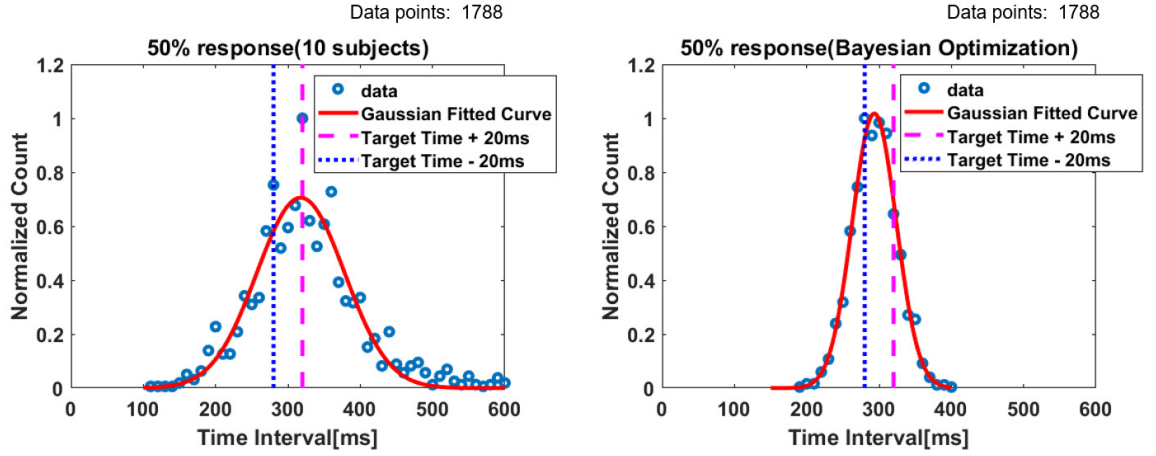 Data points:  1788
50% response(10 subjects)
1.2
1
0.8
0.6
0.4
0.2
0
Normalized Count
data
Gaussian Fitted Curve
Target Time + 20ms
Target Time - 20ms
0 100 200 300 400 500 600
Time Interval[ms]
Data points:  1788
50% response(Bayesian Optimization)
1.2
1
0.8
0.6
0.4
0.2
0
Normalized Count
data
Gaussian Fitted Curve
Target Time + 20ms
Target Time - 20ms
0 100 200 300 400 500 600
Time Interval[ms]